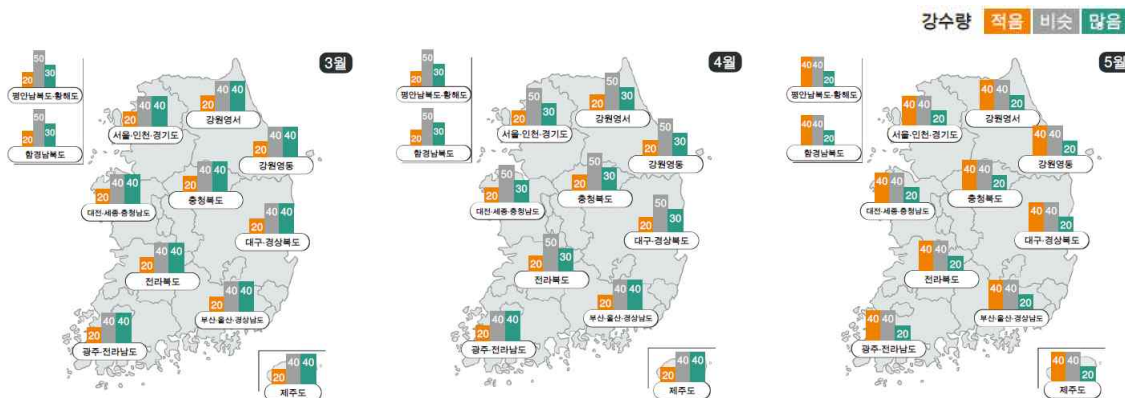 강수량 적음 비슷 많음
3월
20 50 30
평안남북도·황해도
20 50 30
함경남북도
20 40 40
서울·인천·경기도
20 40 40
강원영서
20 40 40
강원영동
20 40 40
충청북도
20 40 40
대전·세종·충청남도
20 40 40
대구·경상북도
20 40 40
전라북도
20 40 40
부산·울산·경상남도
20 40 40
광주·전라남도
20 40 40
제주도
4월
20 50 30
평안남북도·황해도
20 50 30
함경남북도
20 50 30
서울·인천·경기도
20 50 30
강원영서
20 50 30
강원영동
20 50 30
충청북도
20 50 30
대전·세종·충청남도
20 50 30
대구·경상북도
20 50 30
전라북도
20 40 40
부산·울산·경상남도
20 40 40
광주·전라남도
20 40 40
제주도
5월
40 40 20
평안남북도·황해도
40 40 20
함경남북도
40 40 20
서울·인천·경기도
40 40 20
강원영서
40 40 20
강원영동
40 40 20
충청북도
40 40 20
대전·세종·충청남도
40 40 20
대구·경상북도
40 40 20
전라북도
40 40 20
부산·울산·경상남도
40 40 20
광주·전라남도
40 40 20
제주도